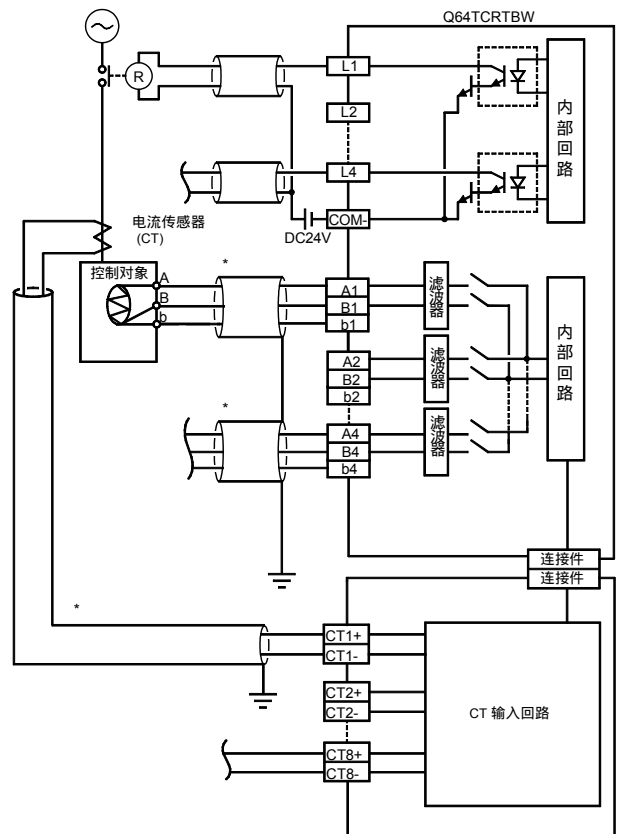 Q64TCRTBW
R
L1
L2
L4
COM-
DC24V
内部回路
电流传感器
(CT)
控制对象
A
B
b
*
A1
B1
b1
滤波器
A2
B2
b2
滤波器
内部回路
*
A4
B4
b4
滤波器
连接件
连接件
*
CT1+
CT1-
CT2+
CT2-
CT8+
CT8-
CT 输入回路